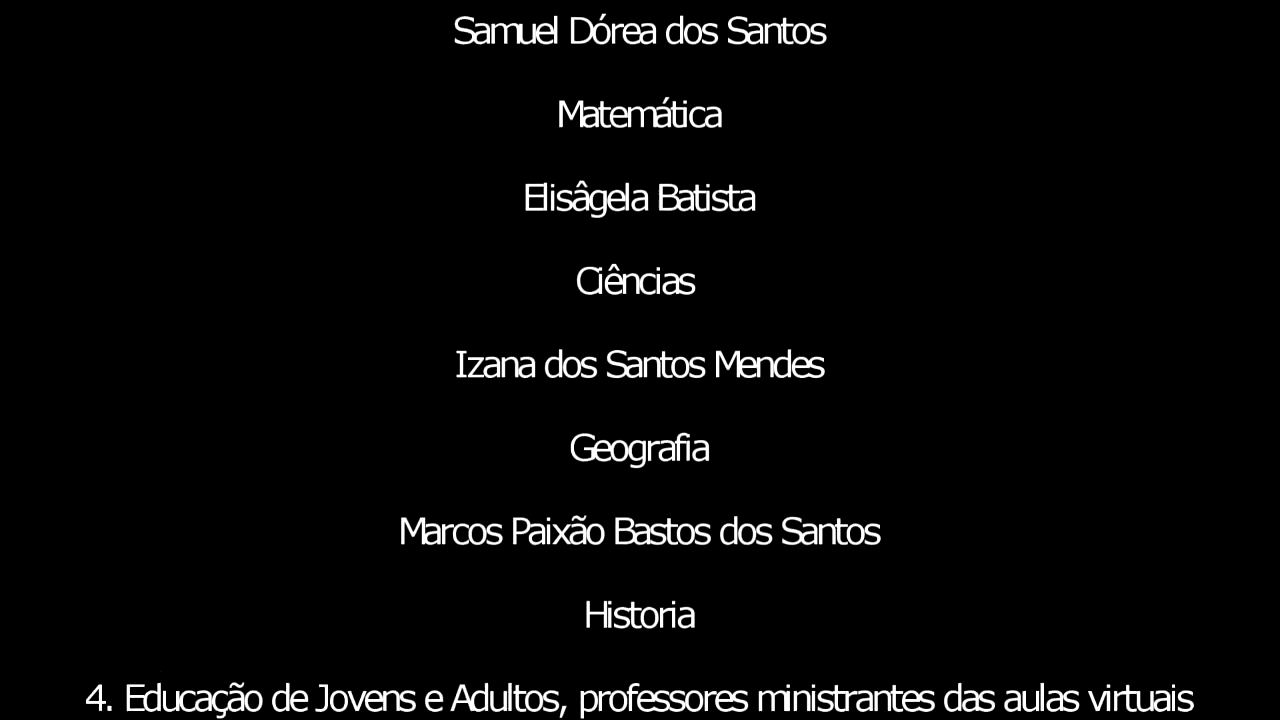 Samuel Dórea dos Santos
Matemática
Elisâgela Batista
Ciências
Izana dos Santos Mendes
Geografia
Marcos Paixão Bastos dos Santos
Historia
4. Educação de Jovens e Adultos, professores ministrantes das aulas virtuais